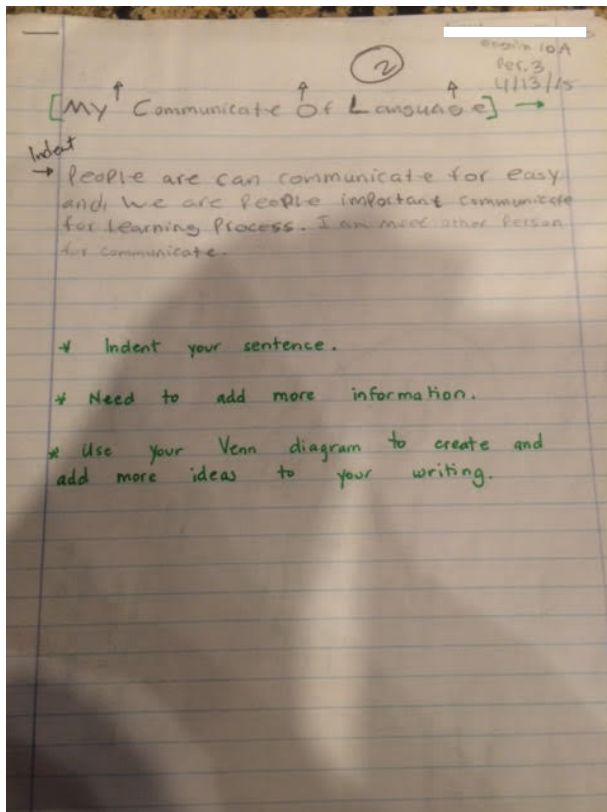 10A
Per. 3
4/13/15
2
[My Communicate Of Language] →
Indent
→ People are can communicate for easy
and, We are People important communicate
for Learning Process. I am other Person
for communicate.
* Indent your sentence.
* Need to add more information.
* Use your Venn diagram to create and
add more ideas to your writing.